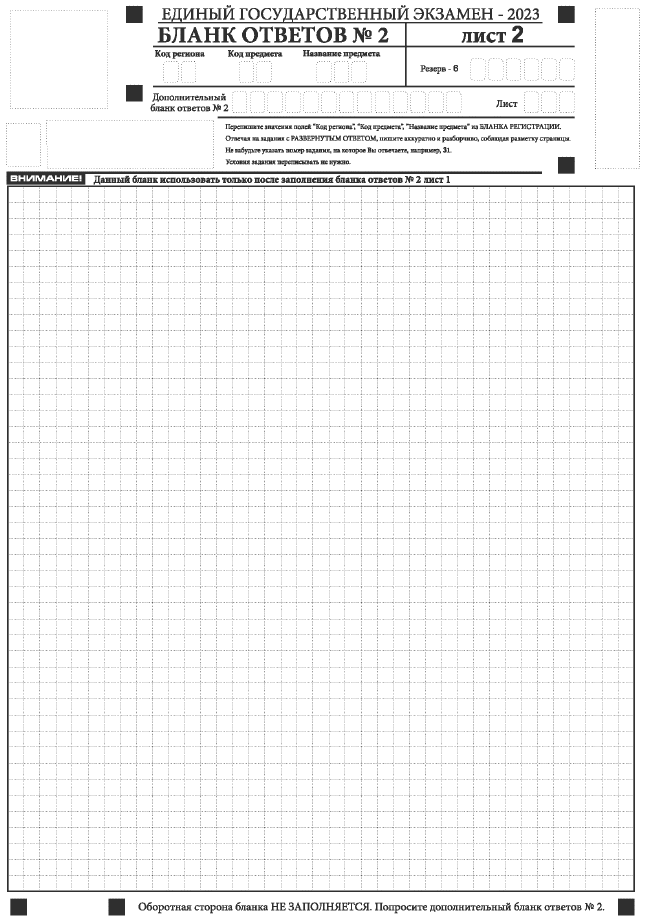 ЕДИНЫЙ ГОСУДАРСТВЕННЫЙ ЭКЗАМЕН - 2023
БЛАНК ОТВЕТОВ № 2
лист 2
Код региона
Код предмета
Название предмета
Резерв - 6
Дополнительный
бланк ответов № 2
Лист
Перепишите значения полей "Код региона", "Код предмета", "Название предмета" из БЛАНКА РЕГИСТРАЦИИ.
Отвечая на задания с РАЗВЕРНУТЫМ ОТВЕТОМ, пишите аккуратно и разборчиво, соблюдая разметку страницы.
Не забудьте указать номер задания, на которое Вы отвечаете, например, 31.
Условия задания переписывать не нужно.
ВНИМАНИЕ! Данный бланк использовать только после заполнения бланка ответов № 2 лист 1
Оборотная сторона бланка НЕ ЗАПОЛНЯЕТСЯ. Попросите дополнительный бланк ответов № 2.